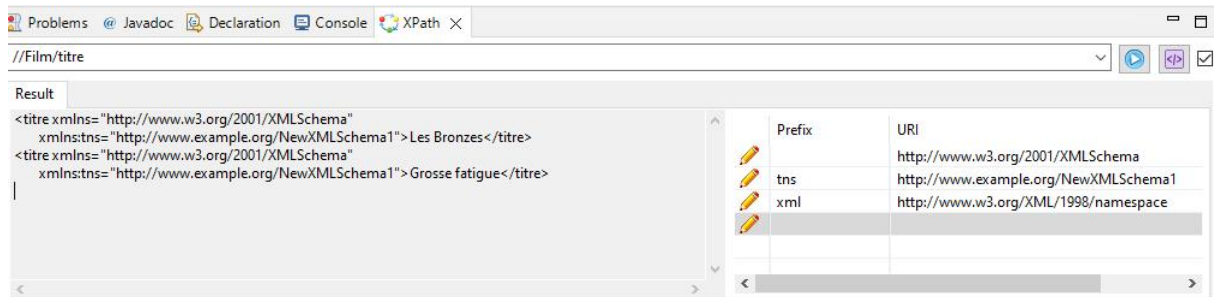 Problems @ Javadoc Declaration Console XPath
//Film/titre
Result
<titre xmlns="http://www.w3.org/2001/XMLSchema"
xmlns:tns="http://www.example.org/NewXMLSchema1">Les Bronzes</titre>
<titre xmlns="http://www.w3.org/2001/XMLSchema"
xmlns:tns="http://www.example.org/NewXMLSchema1">Grosse fatigue</titre>
Prefix URI
http://www.w3.org/2001/XMLSchema
tns http://www.example.org/NewXMLSchema1
xml http://www.w3.org/XML/1998/namespace